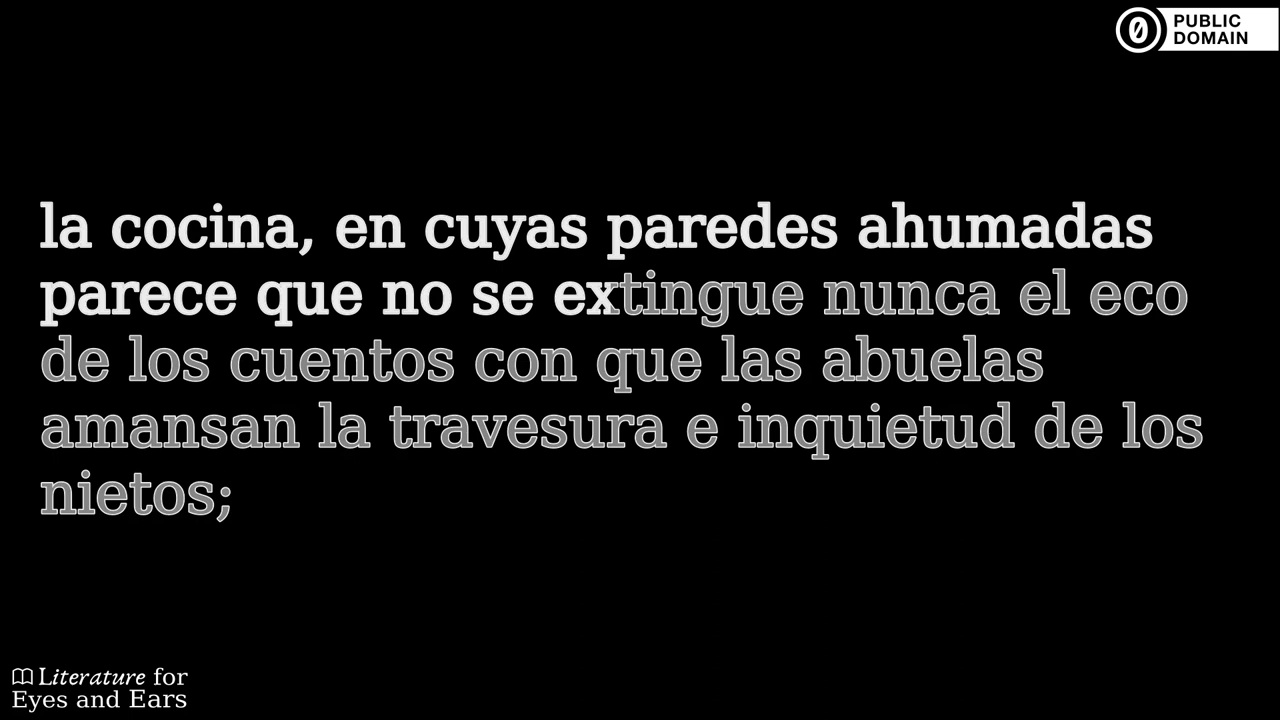 PUBLIC
DOMAIN
la cocina, en cuyas paredes ahumadas
parece que no se extingue nunca el eco
de los cuentos con que las abuelas
amansan la travesura e inquietud de los
nietos;
Literature for
Eyes and Ears